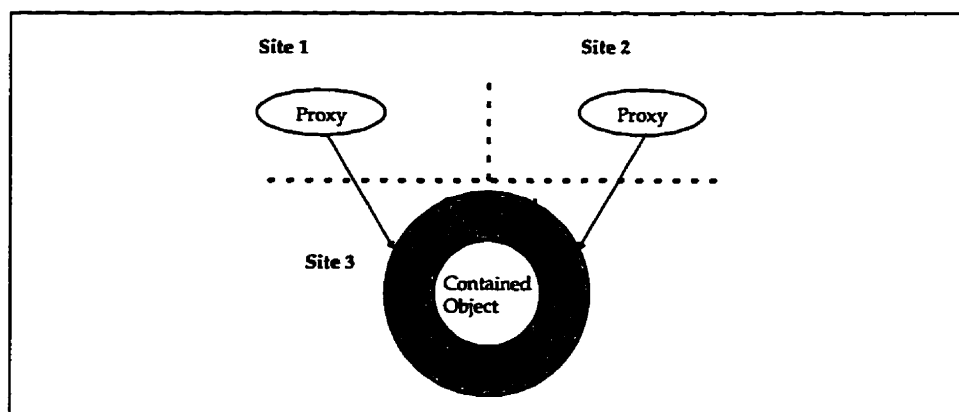 Site 1
Site 2
Proxy
Proxy
Site 3
Contained
Object